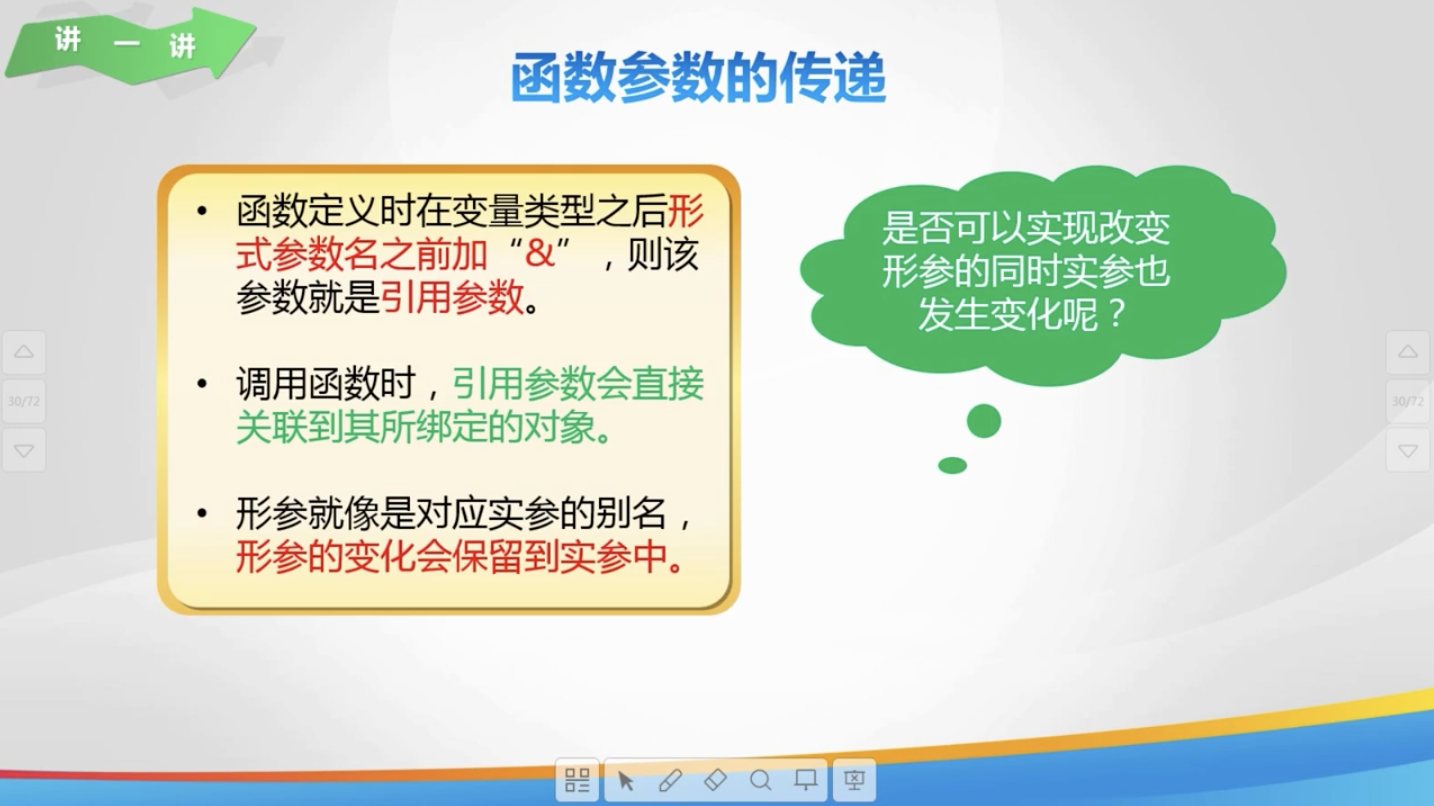 讲一讲
函数参数的传递
• 函数定义时在变量类型之后形
式参数名之前加“&”，则该
参数就是引用参数。
• 调用函数时，引用参数会直接
关联到其所绑定的对象。
• 形参就像是对应实参的别名，
形参的变化会保留到实参中。
是否可以实现改变
形参的同时实参也
发生变化呢？
30/72
30/72